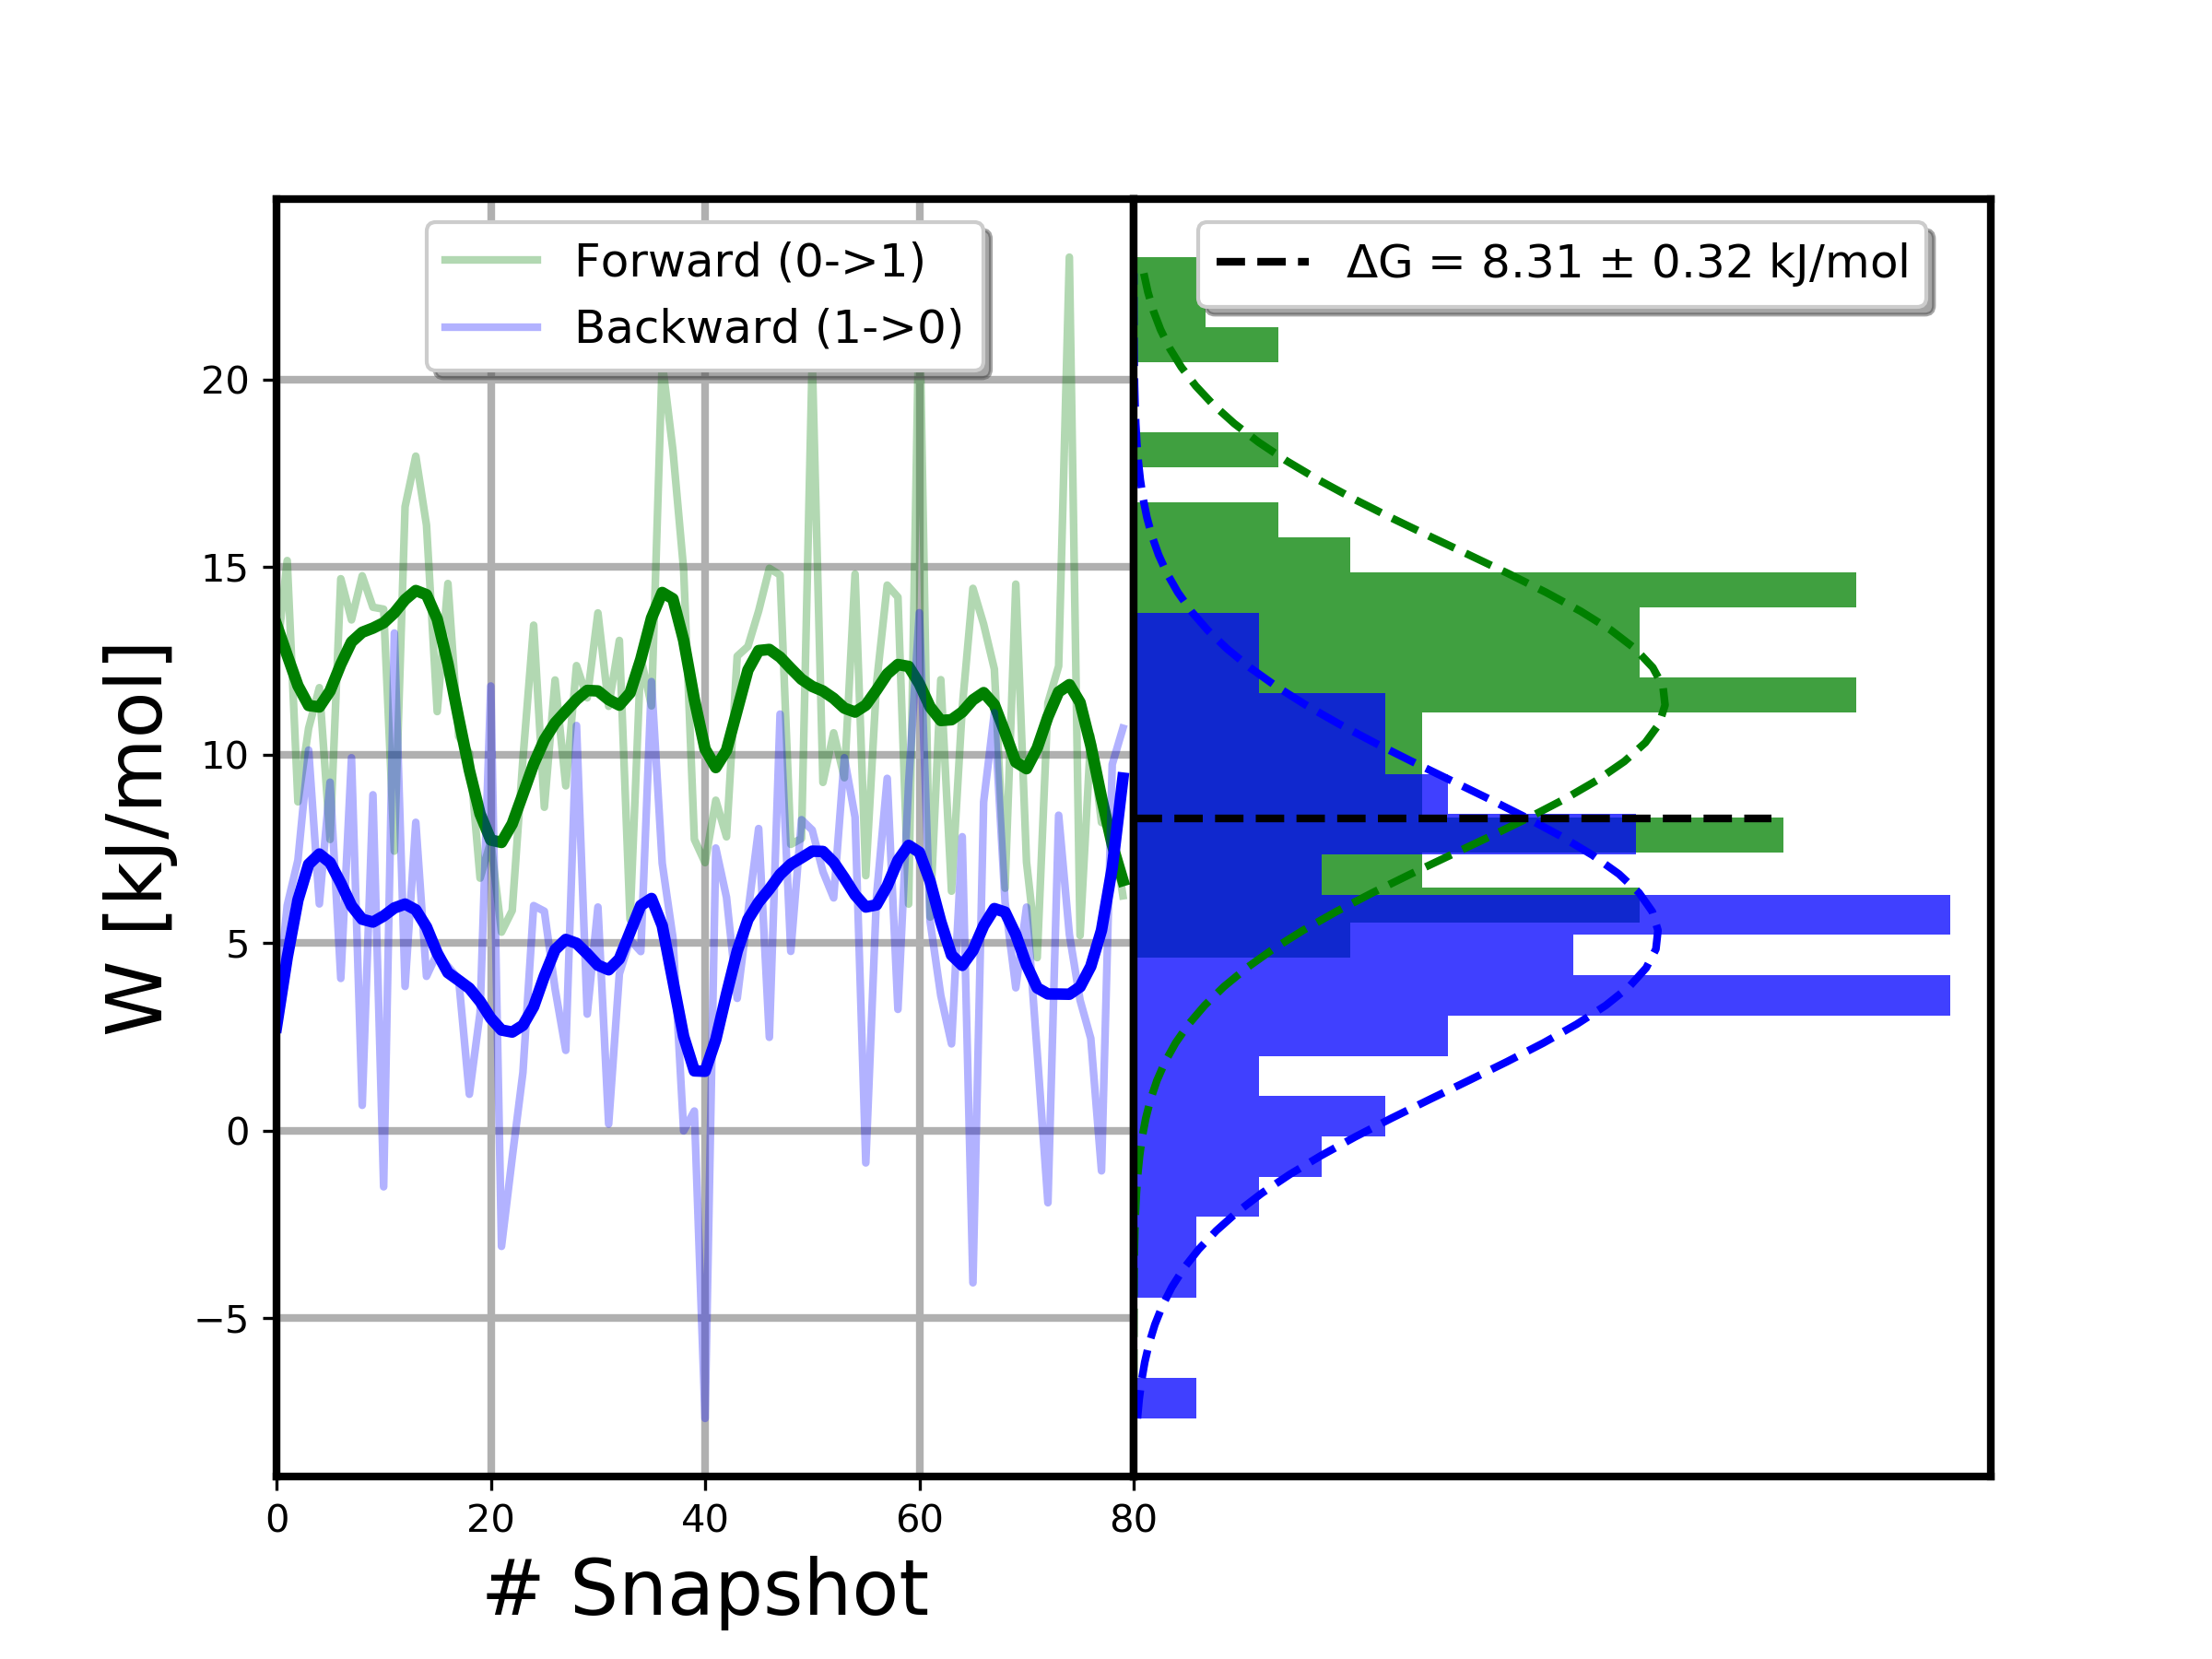 Forward (0->1)
Backward (1->0)
ΔG = 8.31 ± 0.32 kJ/mol
W [kJ/mol]
20
15
10
5
0
−5
0 20 40 60 80
# Snapshot